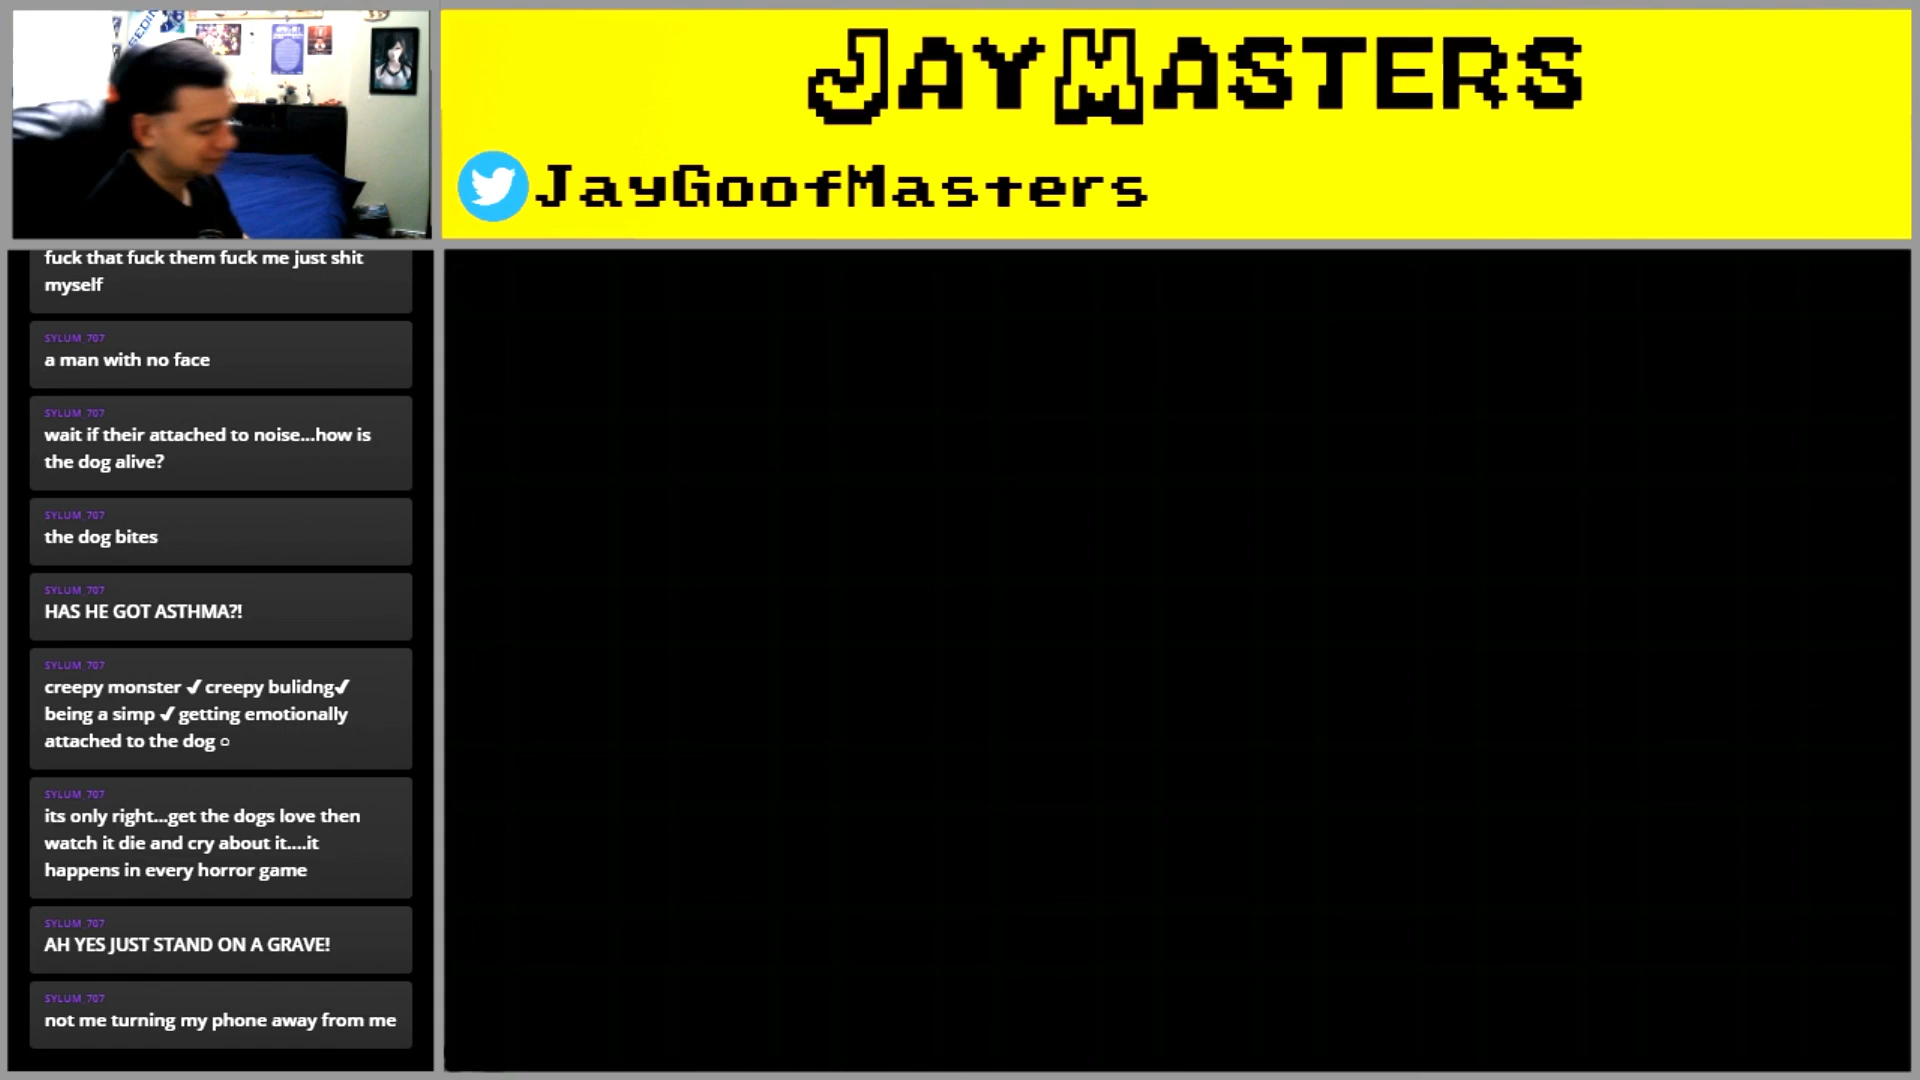 JAYMASTERS
JayGoofMasters
fuck that fuck them fuck me just shit
myself
SYLUM_707
a man with no face
SYLUM_707
wait if their attached to noise...how is
the dog alive?
SYLUM_707
the dog bites
SYLUM_707
HAS HE GOT ASTHMA?!
SYLUM_707
creepy monster ✓ creepy bulidng✓
being a simp ✓ getting emotionally
attached to the dog ○
SYLUM_707
its only right...get the dogs love then
watch it die and cry about it....it
happens in every horror game
SYLUM_707
AH YES JUST STAND ON A GRAVE!
SYLUM_707
not me turning my phone away from me